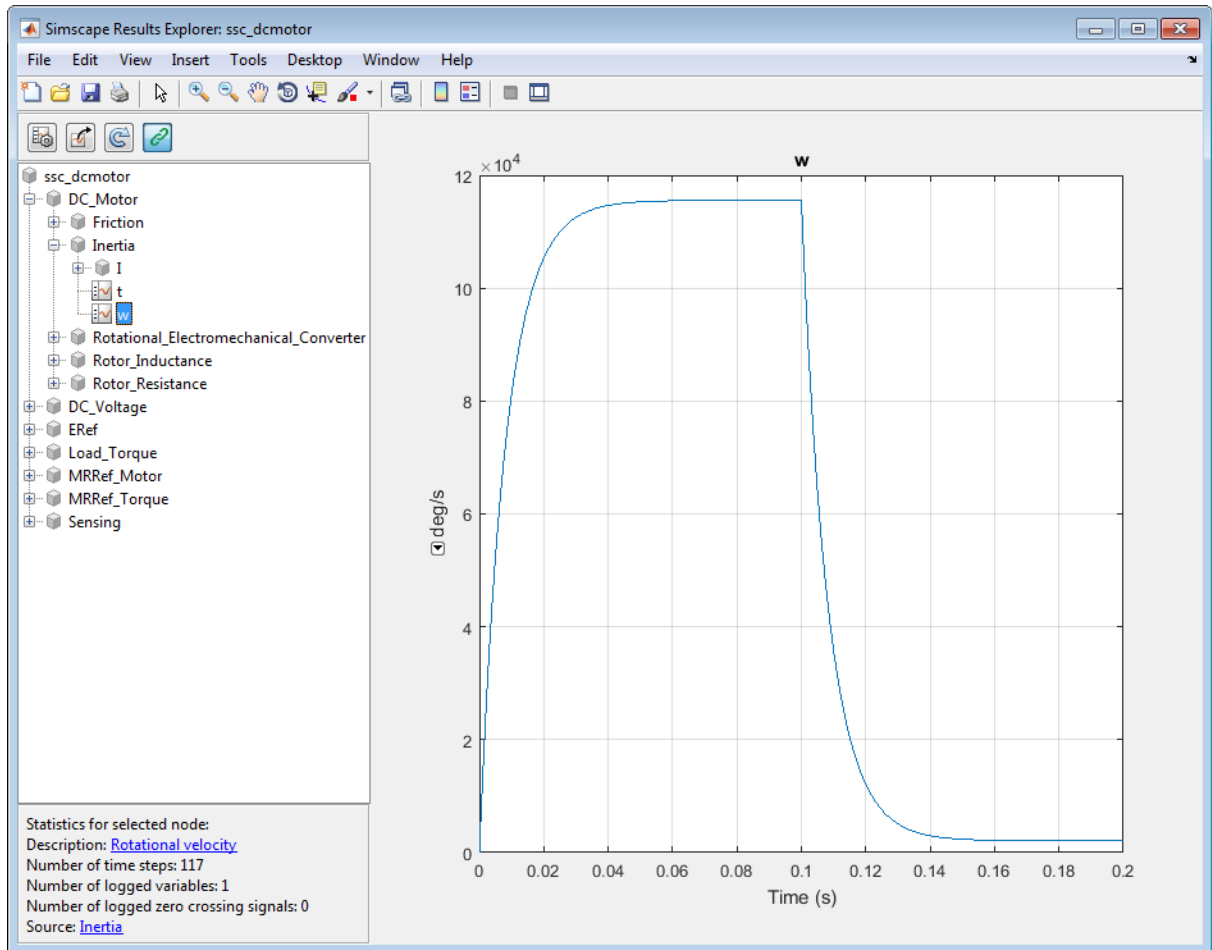 Simscape Results Explorer: ssc_dcmotor
File Edit View Insert Tools Desktop Window Help
ssc_dcmotor
DC_Motor
Friction
Inertia
I
t
w
Rotational_Electromechanical_Converter
Rotor_Inductance
Rotor_Resistance
DC_Voltage
ERef
Load_Torque
MRRef_Motor
MRRef_Torque
Sensing
Statistics for selected node:
Description: Rotational velocity
Number of time steps: 117
Number of logged variables: 1
Number of logged zero crossing signals: 0
Source: Inertia
w
×10⁴
12
10
8
6
4
2
0
deg/s
0 0.02 0.04 0.06 0.08 0.1 0.12 0.14 0.16 0.18 0.2
Time (s)